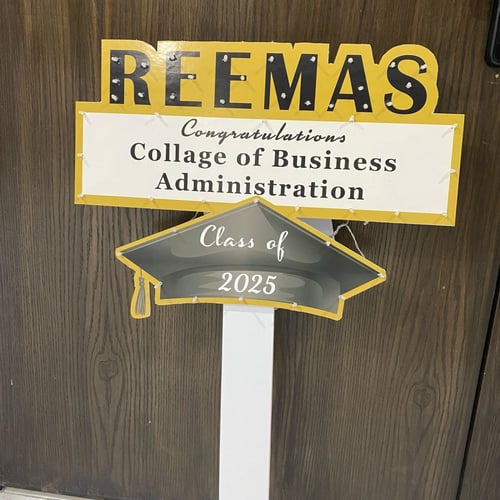 REEMAS
Congratulations
Collage of Business
Administration
Class of
2025